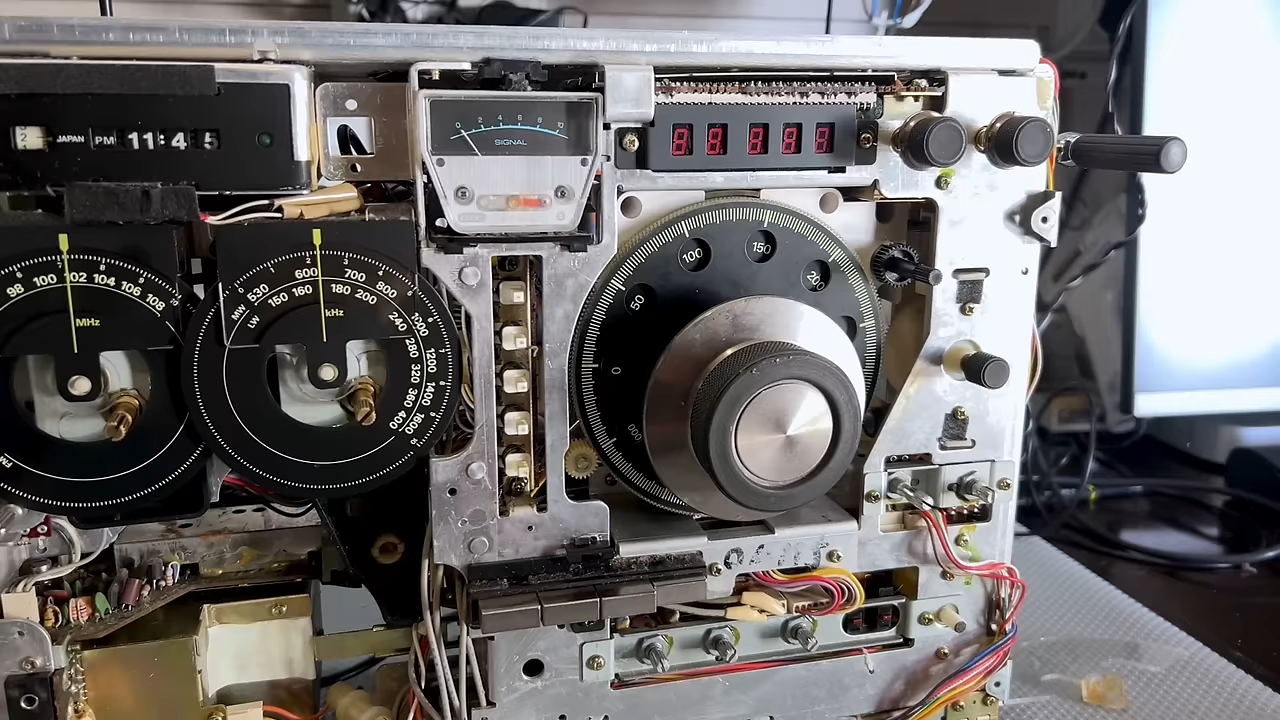 JAPAN PM 11:45
0 2 4 6 8 10
SIGNAL
8.8.8.8.8
98 100 102 104 106 108
MHz
FM
MW 530 600 700 800 1000 1200 1400 1600
LW 150 160 180 200 240 280 320 360 400
kHz
000 0 50 100 150 200